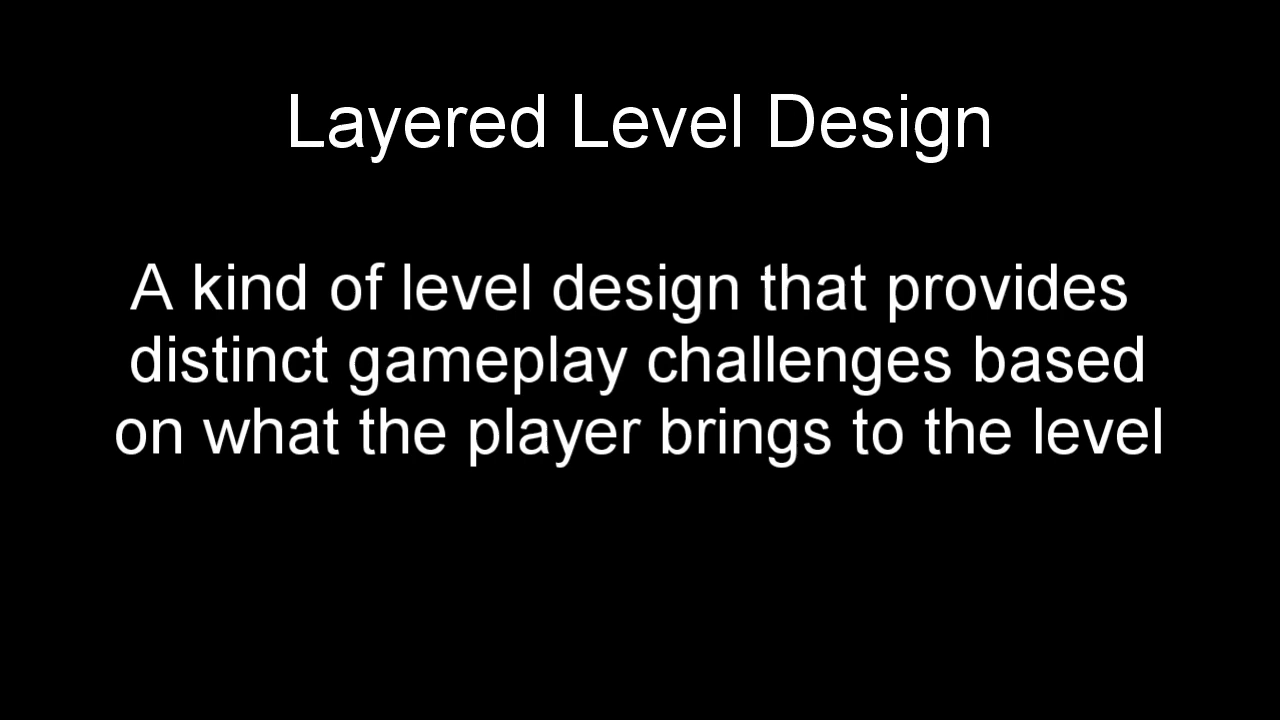 Layered Level Design
A kind of level design that provides
distinct gameplay challenges based
on what the player brings to the level